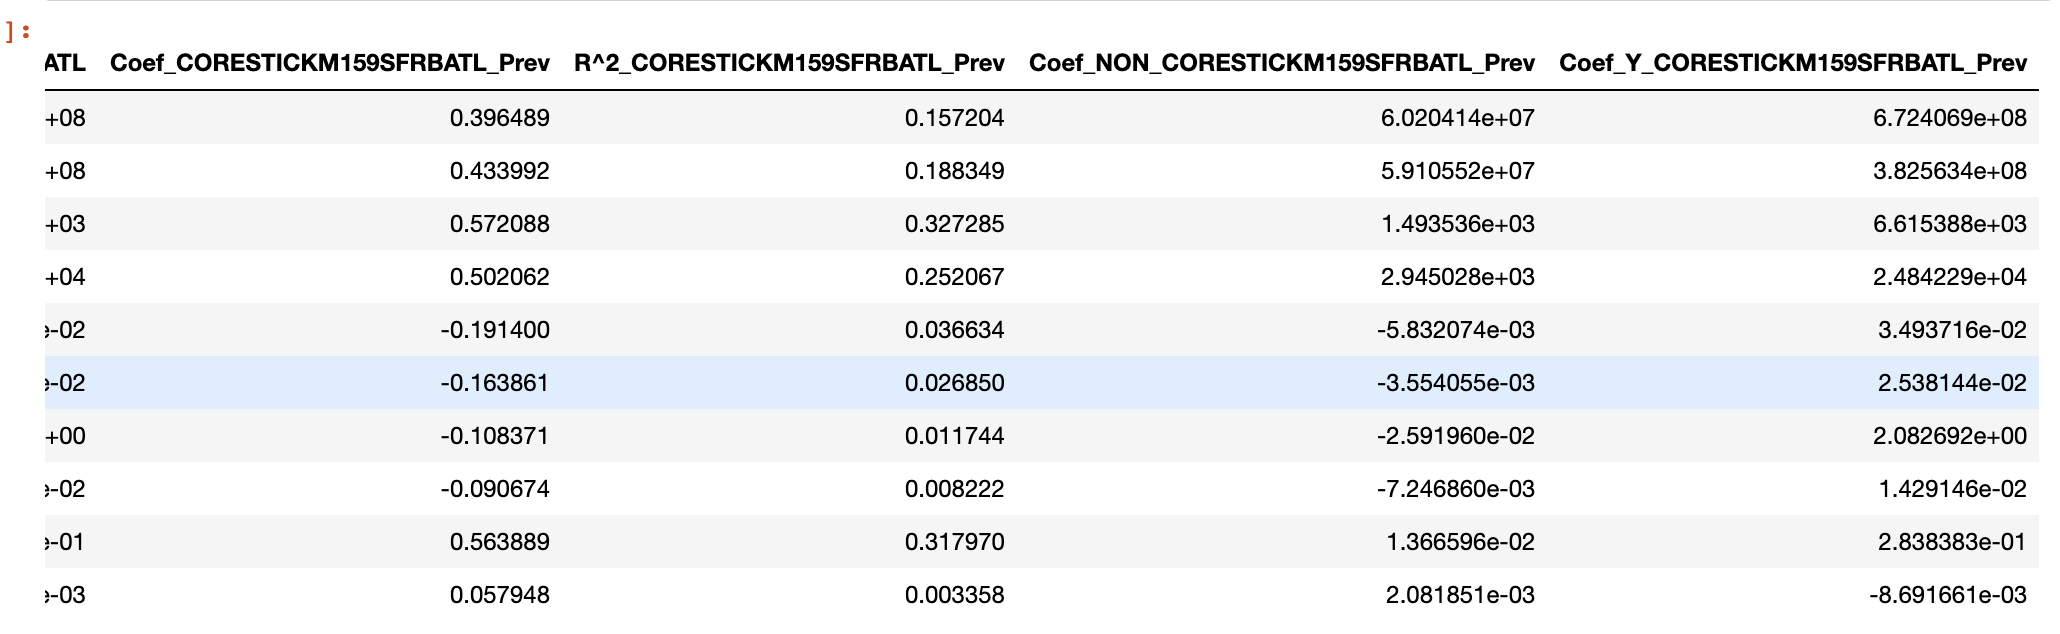 ]:
ATL Coef_CORESTICKM159SFRBATL_Prev R^2_CORESTICKM159SFRBATL_Prev Coef_NON_CORESTICKM159SFRBATL_Prev Coef_Y_CORESTICKM159SFRBATL_Prev
+08 0.396489 0.157204 6.020414e+07 6.724069e+08
+08 0.433992 0.188349 5.910552e+07 3.825634e+08
+03 0.572088 0.327285 1.493536e+03 6.615388e+03
+04 0.502062 0.252067 2.945028e+03 2.484229e+04
e-02 -0.191400 0.036634 -5.832074e-03 3.493716e-02
e-02 -0.163861 0.026850 -3.554055e-03 2.538144e-02
+00 -0.108371 0.011744 -2.591960e-02 2.082692e+00
e-02 -0.090674 0.008222 -7.246860e-03 1.429146e-02
e-01 0.563889 0.317970 1.366596e-02 2.838383e-01
e-03 0.057948 0.003358 2.081851e-03 -8.691661e-03